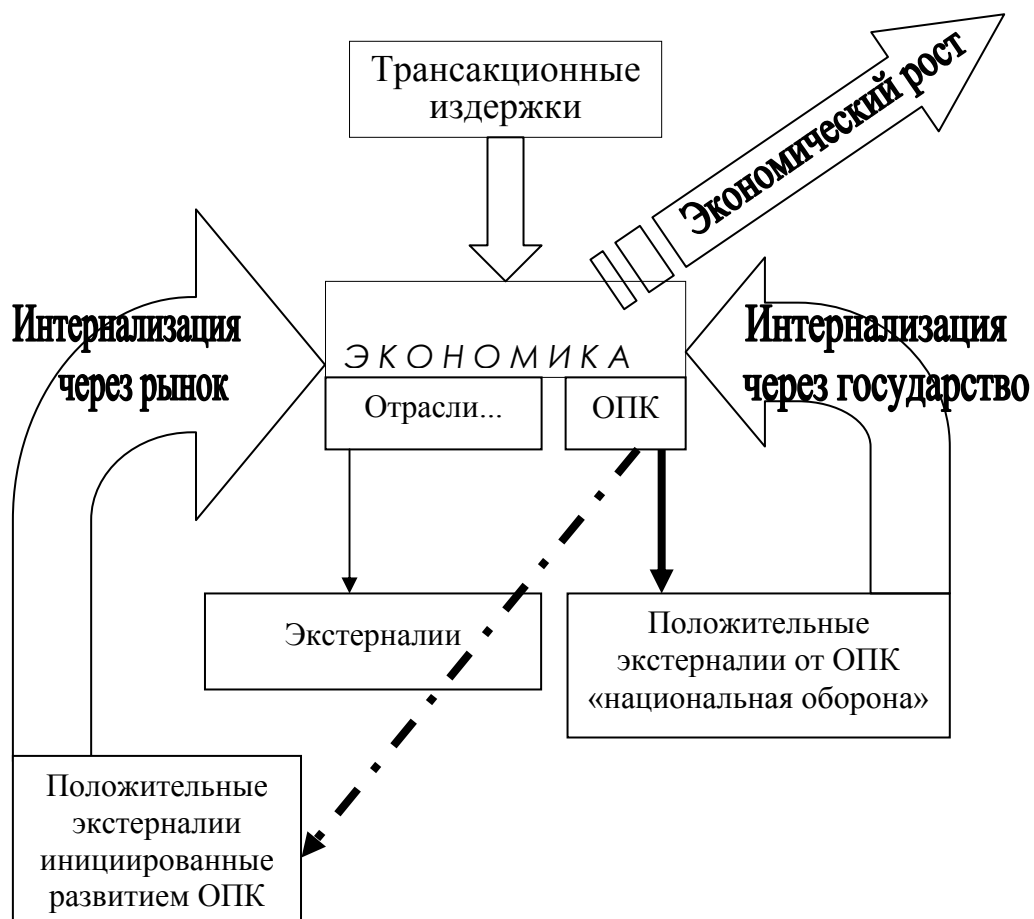 Трансакционные
издержки
Экономический рост
Интернализация
через рынок
ЭКОНОМИКА
Интернализация
через государство
Отрасли...
ОПК
Экстерналии
Положительные
экстерналии от ОПК
«национальная оборона»
Положительные
экстерналии
инициированные
развитием ОПК